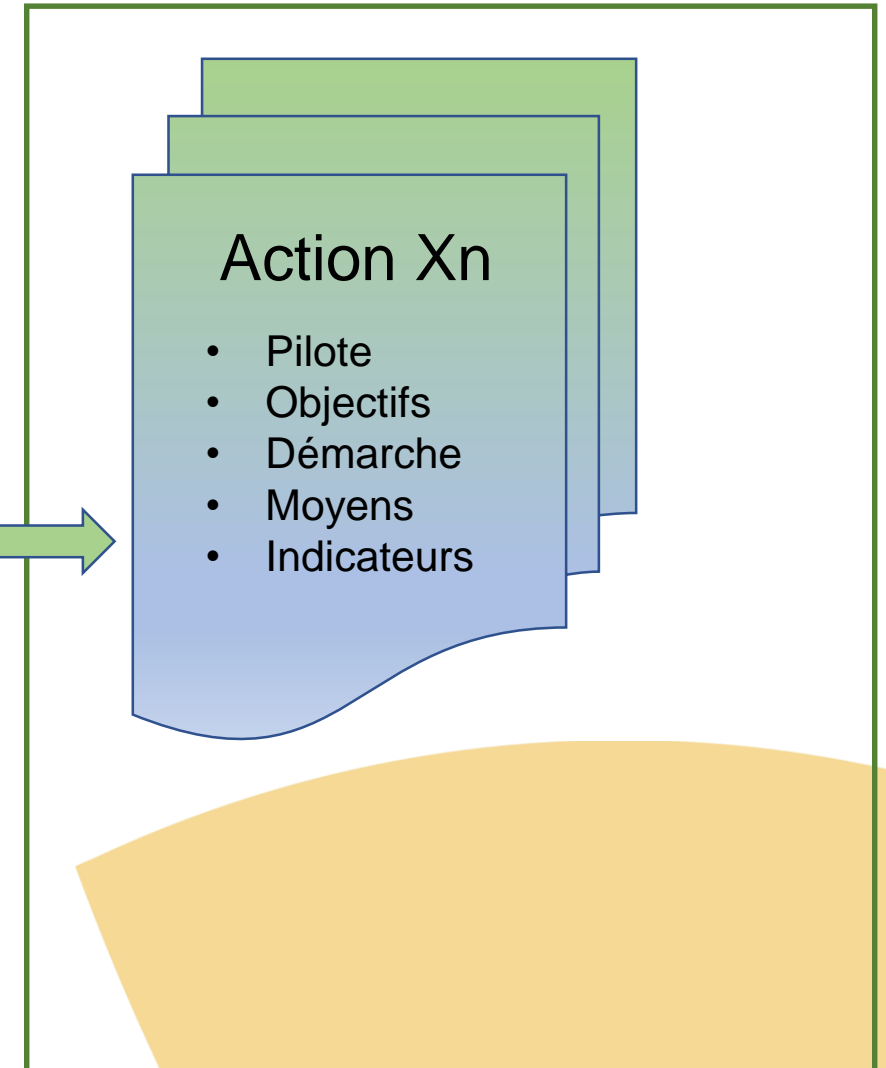 Action Xn
• Pilote
• Objectifs
• Démarche
• Moyens
• Indicateurs